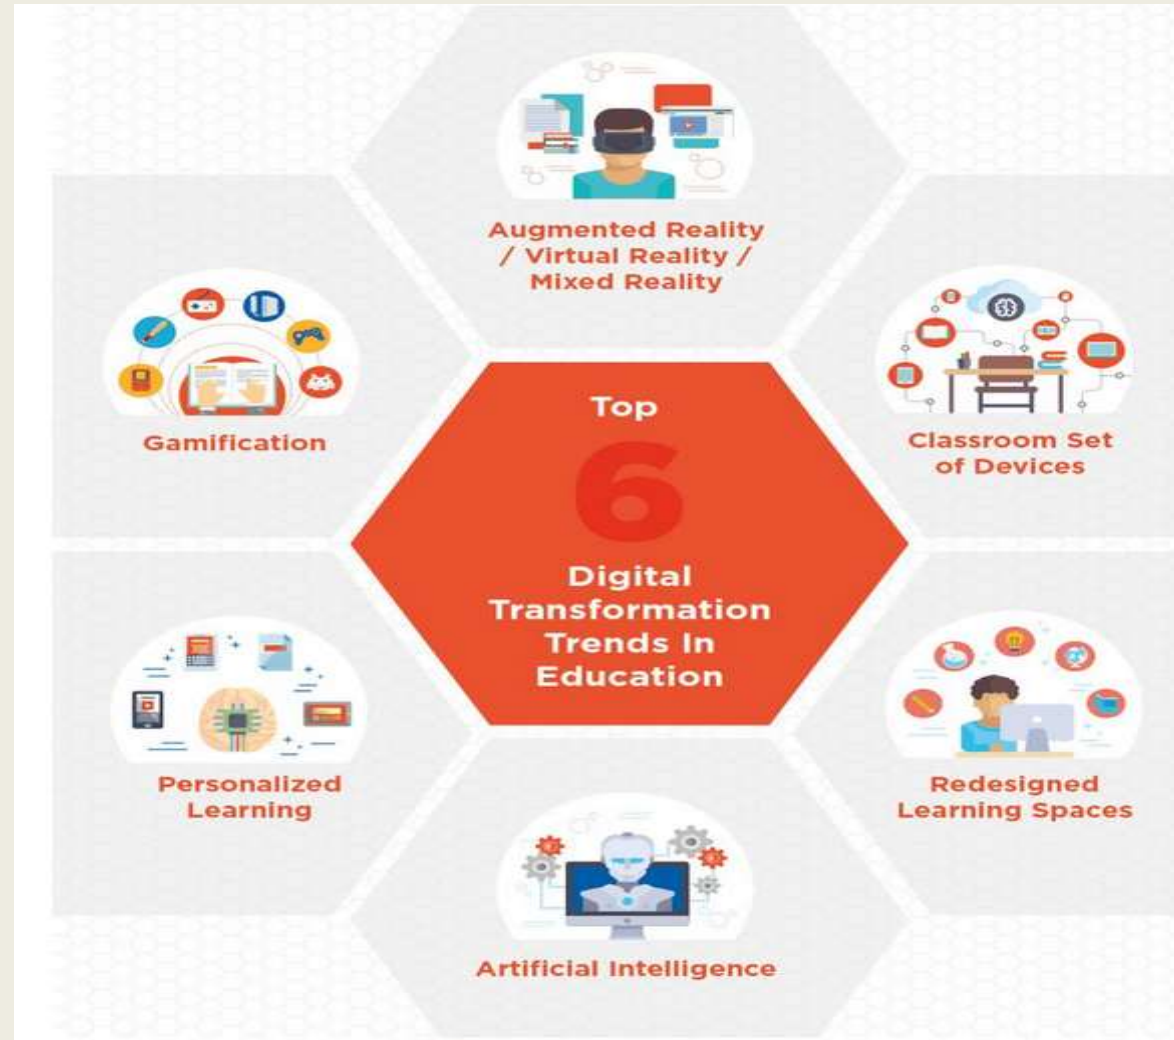 Augmented Reality
/ Virtual Reality /
Mixed Reality
Gamification
Classroom Set
of Devices
Top
6
Digital
Transformation
Trends In
Education
Personalized
Learning
Redesigned
Learning Spaces
Artificial Intelligence